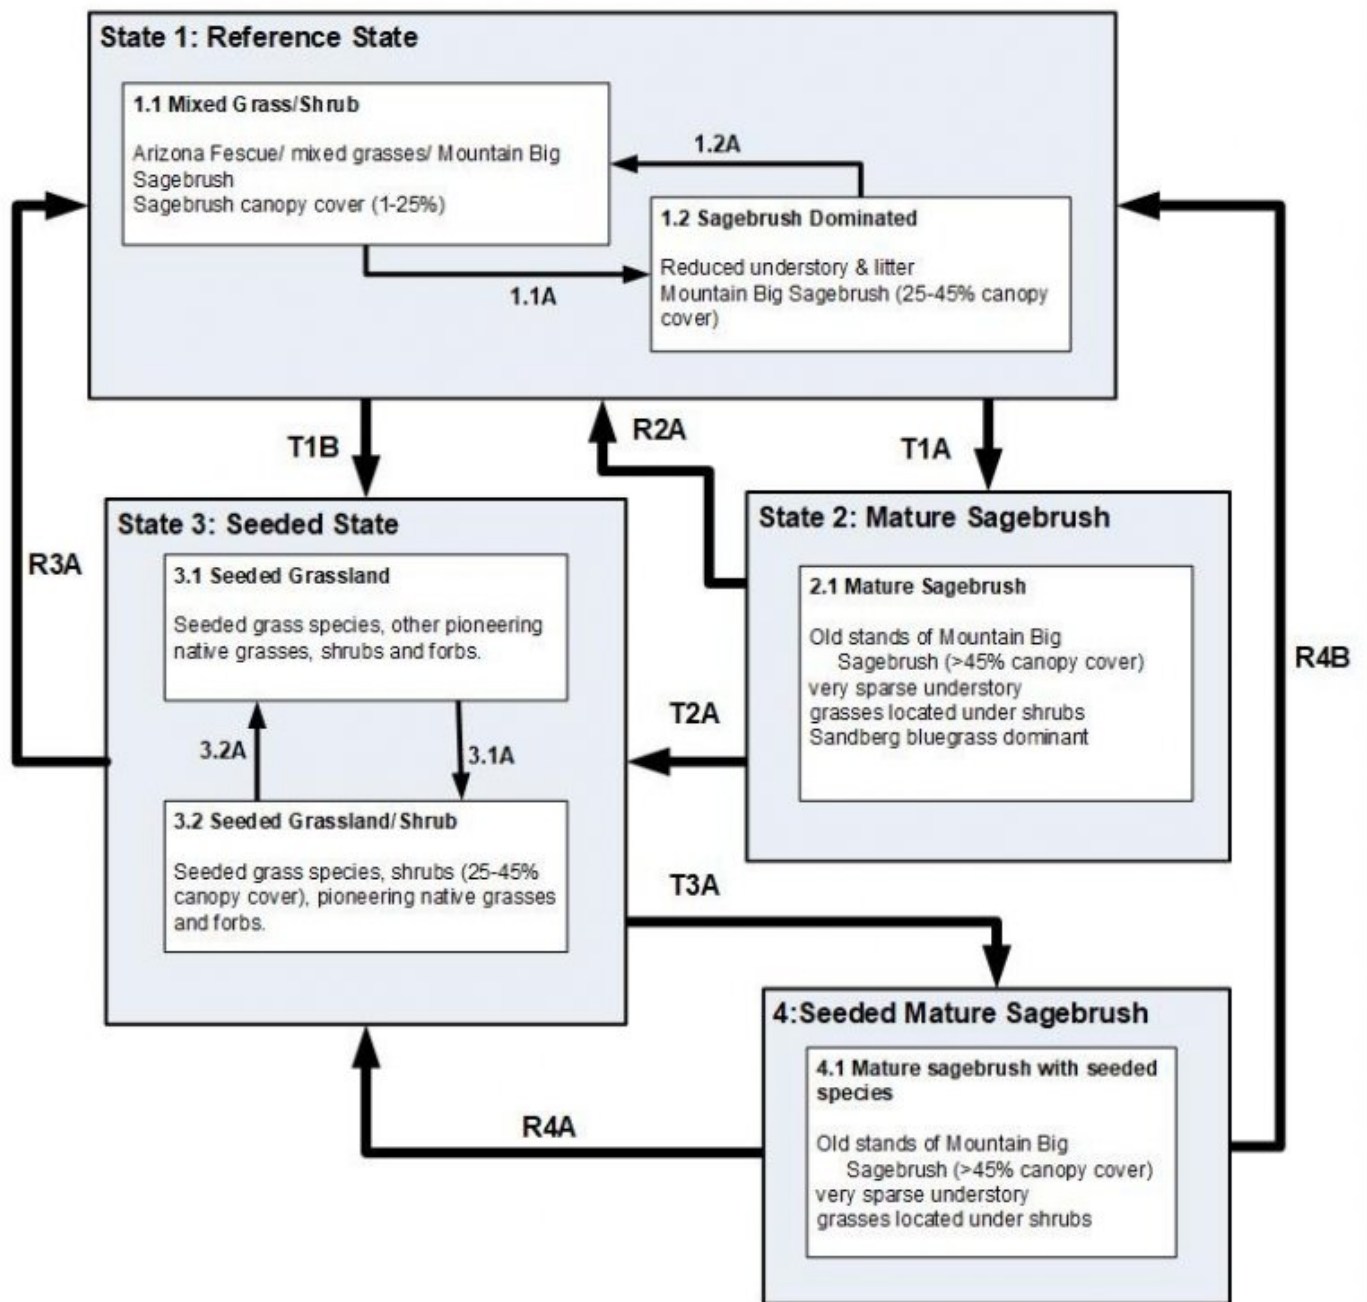 State 1: Reference State
1.1 Mixed Grass/Shrub
Arizona Fescue/ mixed grasses/ Mountain Big
Sagebrush
Sagebrush canopy cover (1-25%)
1.2A
1.2 Sagebrush Dominated
Reduced understory & litter
Mountain Big Sagebrush (25-45% canopy
cover)
1.1A
T1B
R2A
T1A
R3A
State 3: Seeded State
3.1 Seeded Grassland
Seeded grass species, other pioneering
native grasses, shrubs and forbs.
3.2A
3.1A
3.2 Seeded Grassland/Shrub
Seeded grass species, shrubs (25-45%
canopy cover), pioneering native grasses
and forbs.
State 2: Mature Sagebrush
2.1 Mature Sagebrush
Old stands of Mountain Big
Sagebrush (>45% canopy cover)
very sparse understory
grasses located under shrubs
Sandberg bluegrass dominant
R4B
T2A
T3A
4:Seeded Mature Sagebrush
4.1 Mature sagebrush with seeded
species
Old stands of Mountain Big
Sagebrush (>45% canopy cover)
very sparse understory
grasses located under shrubs
R4A